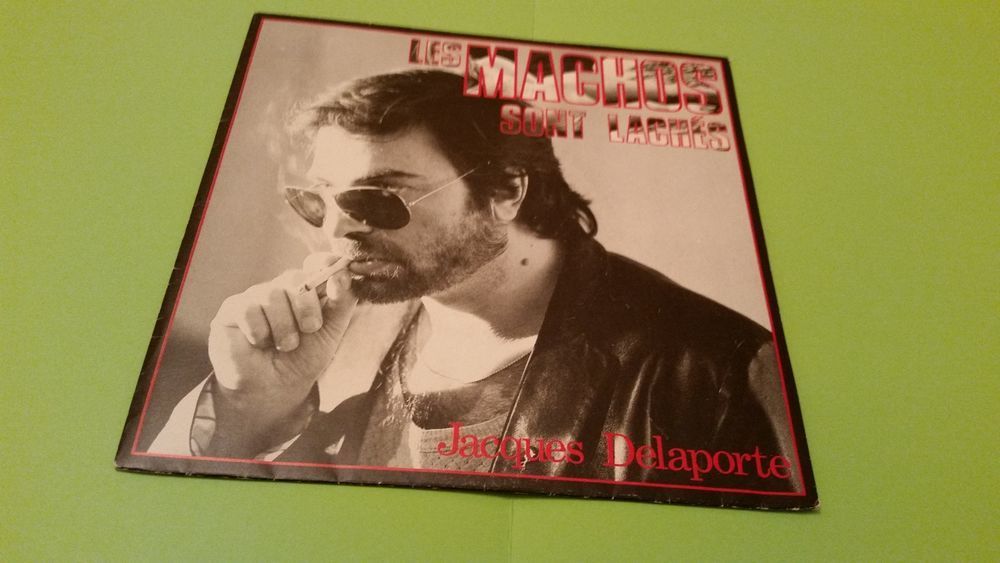 LES MACHOS
SONT LACHÉS
Jacques Delaporte